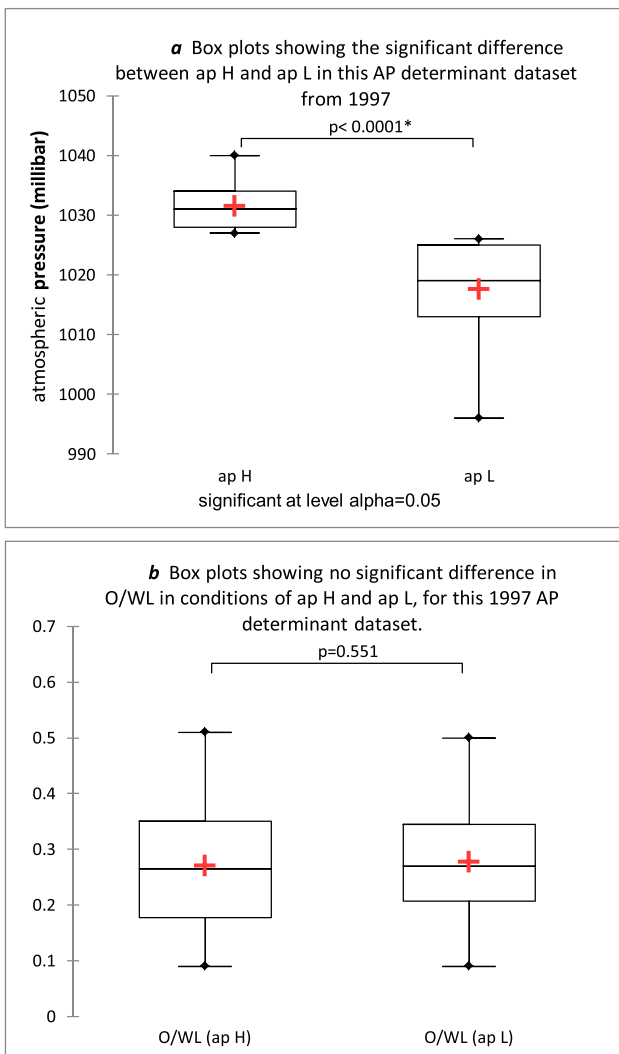 a Box plots showing the significant difference
between ap H and ap L in this AP determinant dataset
from 1997
p< 0.0001*
atmospheric pressure (millibar)
1050
1040
1030
1020
1010
1000
990
ap H
ap L
significant at level alpha=0.05
b Box plots showing no significant difference in
O/WL in conditions of ap H and ap L, for this 1997 AP
determinant dataset.
p=0.551
0.7
0.6
0.5
0.4
0.3
0.2
0.1
0
O/WL (ap H)
O/WL (ap L)